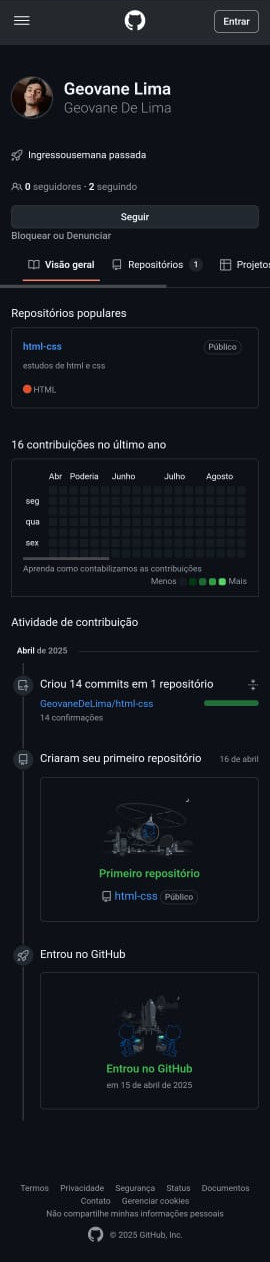 Entrar
Geovane Lima
Geovane De Lima
Ingressousemana passada
0 seguidores · 2 seguindo
Seguir
Bloquear ou Denunciar
Visão geral
Repositórios 1
Projetos
Repositórios populares
html-css
Público
estudos de html e css
HTML
16 contribuições no último ano
Abr Poderia Junho Julho Agosto
seg
qua
sex
Aprenda como contabilizamos as contribuições
Menos Mais
Atividade de contribuição
Abril de 2025
Criou 14 commits em 1 repositório
GeovaneDeLima/html-css
14 confirmações
Criaram seu primeiro repositório
16 de abril
Primeiro repositório
html-css Público
Entrou no GitHub
Entrou no GitHub
em 15 de abril de 2025
Termos Privacidade Segurança Status Documentos
Contato Gerenciar cookies
Não compartilhe minhas informações pessoais
© 2025 GitHub, Inc.